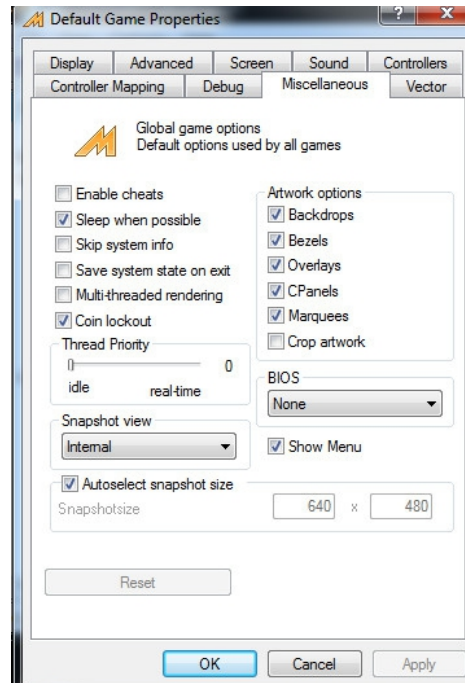 Default Game Properties
? X
Display Advanced Screen Sound Controllers
Controller Mapping Debug Miscellaneous Vector
Global game options
Default options used by all games
Enable cheats
Sleep when possible
Skip system info
Save system state on exit
Multi-threaded rendering
Coin lockout
Artwork options
Backdrops
Bezels
Overlays
CPanels
Marquees
Crop artwork
Thread Priority
0
idle real-time
BIOS
None
Snapshot view
Internal
Show Menu
Autoselect snapshot size
Snapshotsize 640 x 480
Reset
OK Cancel Apply